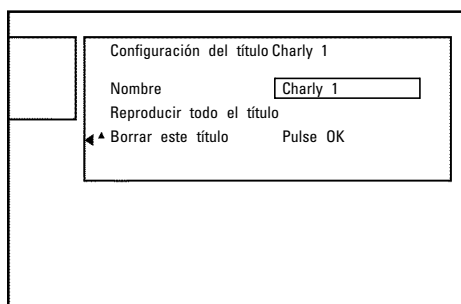 Configuración del título Charly 1
Nombre Charly 1
Reproducir todo el título
Borrar este título Pulse OK